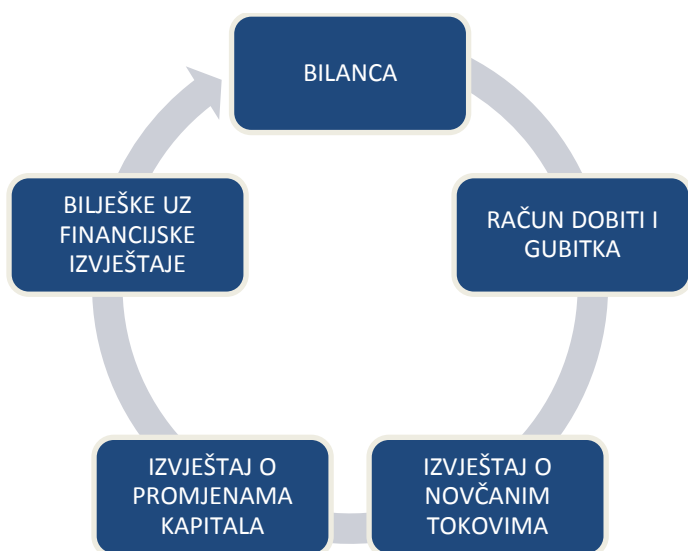 BILANCA
RAČUN DOBITI I
GUBITKA
IZVJEŠTAJ O
NOVČANIM
TOKOVIMA
IZVJEŠTAJ O
PROMJENAMA
KAPITALA
BILJEŠKE UZ
FINANCIJSKE
IZVJEŠTAJE